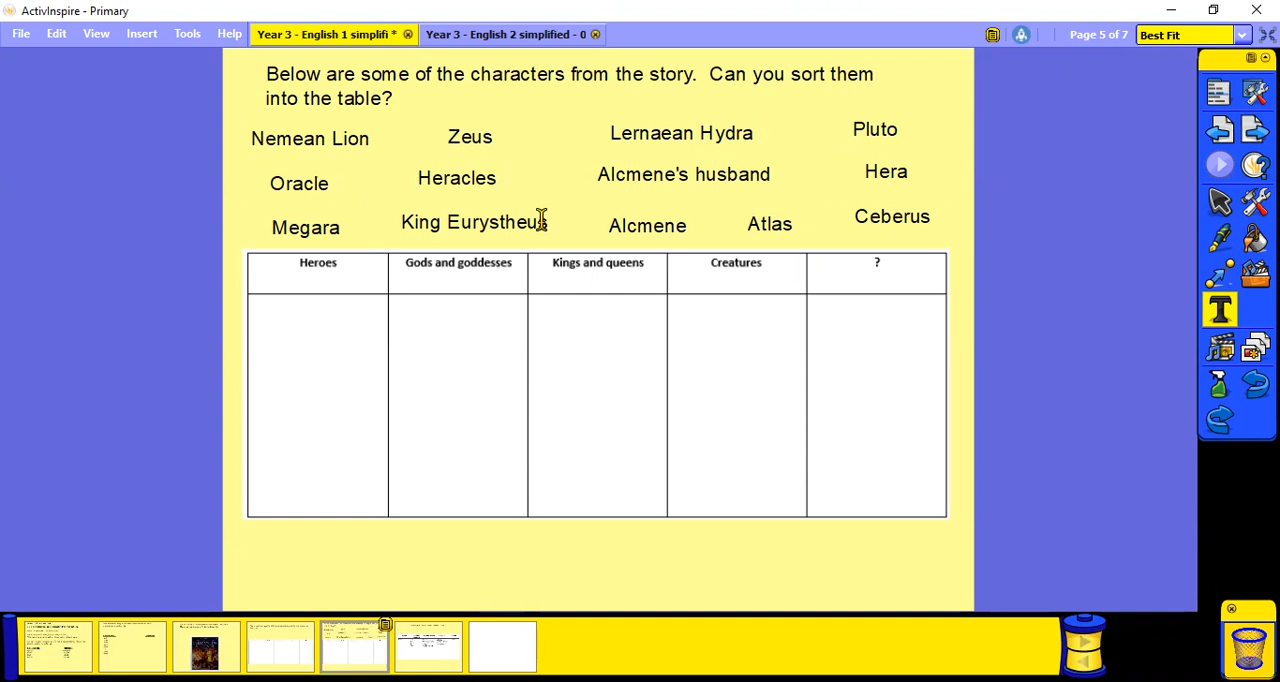 ActivInspire - Primary
File Edit View Insert Tools Help
Year 3 - English 1 simplifi *
Year 3 - English 2 simplified - 0
Page 5 of 7
Best Fit
Below are some of the characters from the story. Can you sort them
into the table?
Nemean Lion Zeus Lernaean Hydra Pluto
Oracle Heracles Alcmene's husband Hera
Megara King Eurystheus Alcmene Atlas Ceberus
Heroes Gods and goddesses Kings and queens Creatures ?